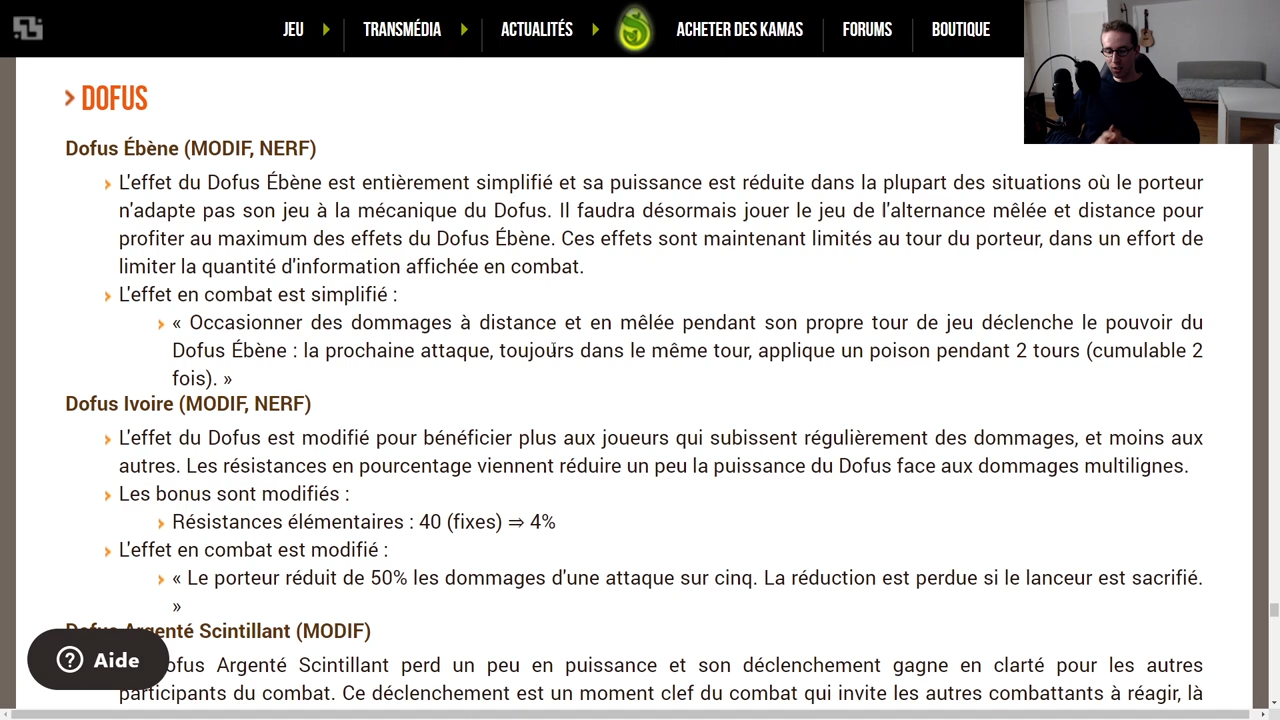 JEU TRANSMÉDIA ACTUALITÉS ACHETER DES KAMAS FORUMS BOUTIQUE
DOFUS
Dofus Ébène (MODIF, NERF)
L'effet du Dofus Ébène est entièrement simplifié et sa puissance est réduite dans la plupart des situations où le porteur
n'adapte pas son jeu à la mécanique du Dofus. Il faudra désormais jouer le jeu de l'alternance mêlée et distance pour
profiter au maximum des effets du Dofus Ébène. Ces effets sont maintenant limités au tour du porteur, dans un effort de
limiter la quantité d'information affichée en combat.
L'effet en combat est simplifié :
« Occasionner des dommages à distance et en mêlée pendant son propre tour de jeu déclenche le pouvoir du
Dofus Ébène : la prochaine attaque, toujours dans le même tour, applique un poison pendant 2 tours (cumulable 2
fois). »
Dofus Ivoire (MODIF, NERF)
L'effet du Dofus est modifié pour bénéficier plus aux joueurs qui subissent régulièrement des dommages, et moins aux
autres. Les résistances en pourcentage viennent réduire un peu la puissance du Dofus face aux dommages multilignes.
Les bonus sont modifiés :
Résistances élémentaires : 40 (fixes) ⇒ 4%
L'effet en combat est modifié :
« Le porteur réduit de 50% les dommages d'une attaque sur cinq. La réduction est perdue si le lanceur est sacrifié.
»
Dofus Argenté Scintillant (MODIF)
Dofus Argenté Scintillant perd un peu en puissance et son déclenchement gagne en clarté pour les autres
participants du combat. Ce déclenchement est un moment clef du combat qui invite les autres combattants à réagir, là
Aide